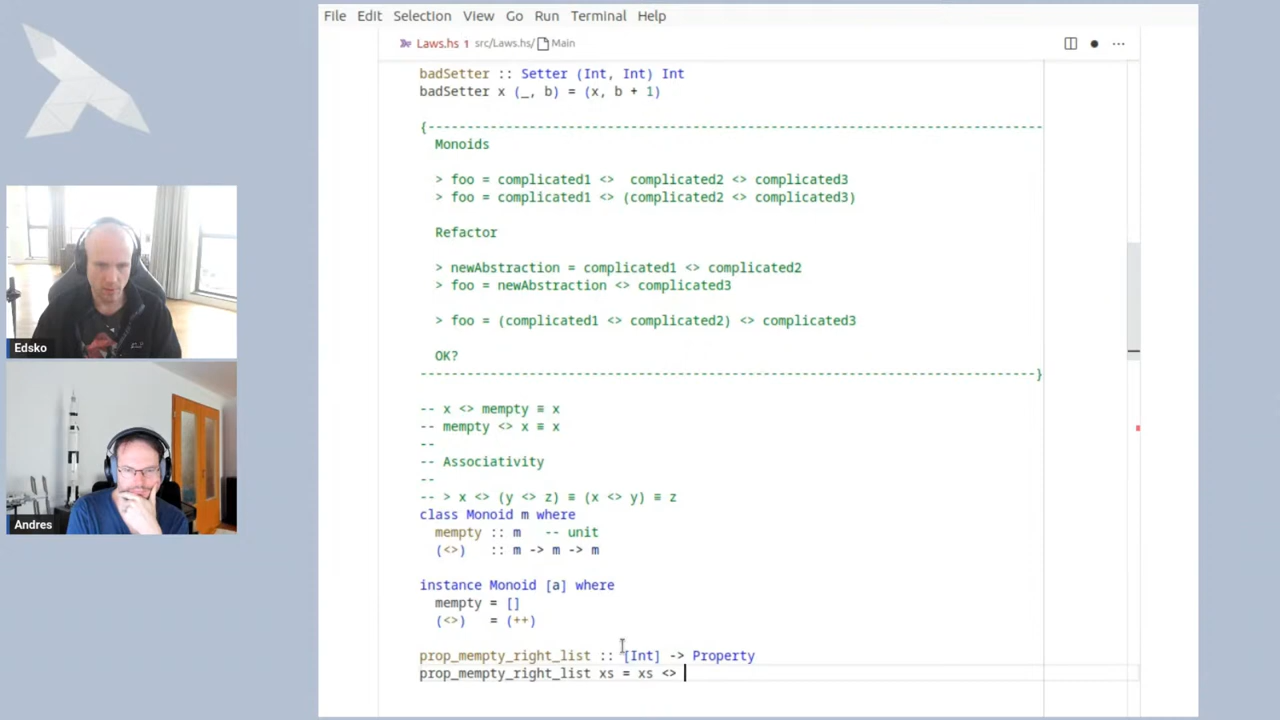 File Edit Selection View Go Run Terminal Help
Laws.hs 1 src/Laws.hs/ Main
badSetter :: Setter (Int, Int) Int
badSetter x (_, b) = (x, b + 1)
{-------------------------------------------------------------------------------
Monoids
> foo = complicated1 <>  complicated2 <> complicated3
> foo = complicated1 <> (complicated2 <> complicated3)
Refactor
> newAbstraction = complicated1 <> complicated2
> foo = newAbstraction <> complicated3
> foo = (complicated1 <> complicated2) <> complicated3
OK?
-------------------------------------------------------------------------------}
-- x <> mempty ≡ x
-- mempty <> x ≡ x
--
-- Associativity
--
-- > x <> (y <> z) ≡ (x <> y) ≡ z
class Monoid m where
mempty :: m   -- unit
(<>)   :: m -> m -> m
instance Monoid [a] where
mempty = []
(<>)   = (++)
prop_mempty_right_list :: [Int] -> Property
prop_mempty_right_list xs = xs <>
Edsko
Andres